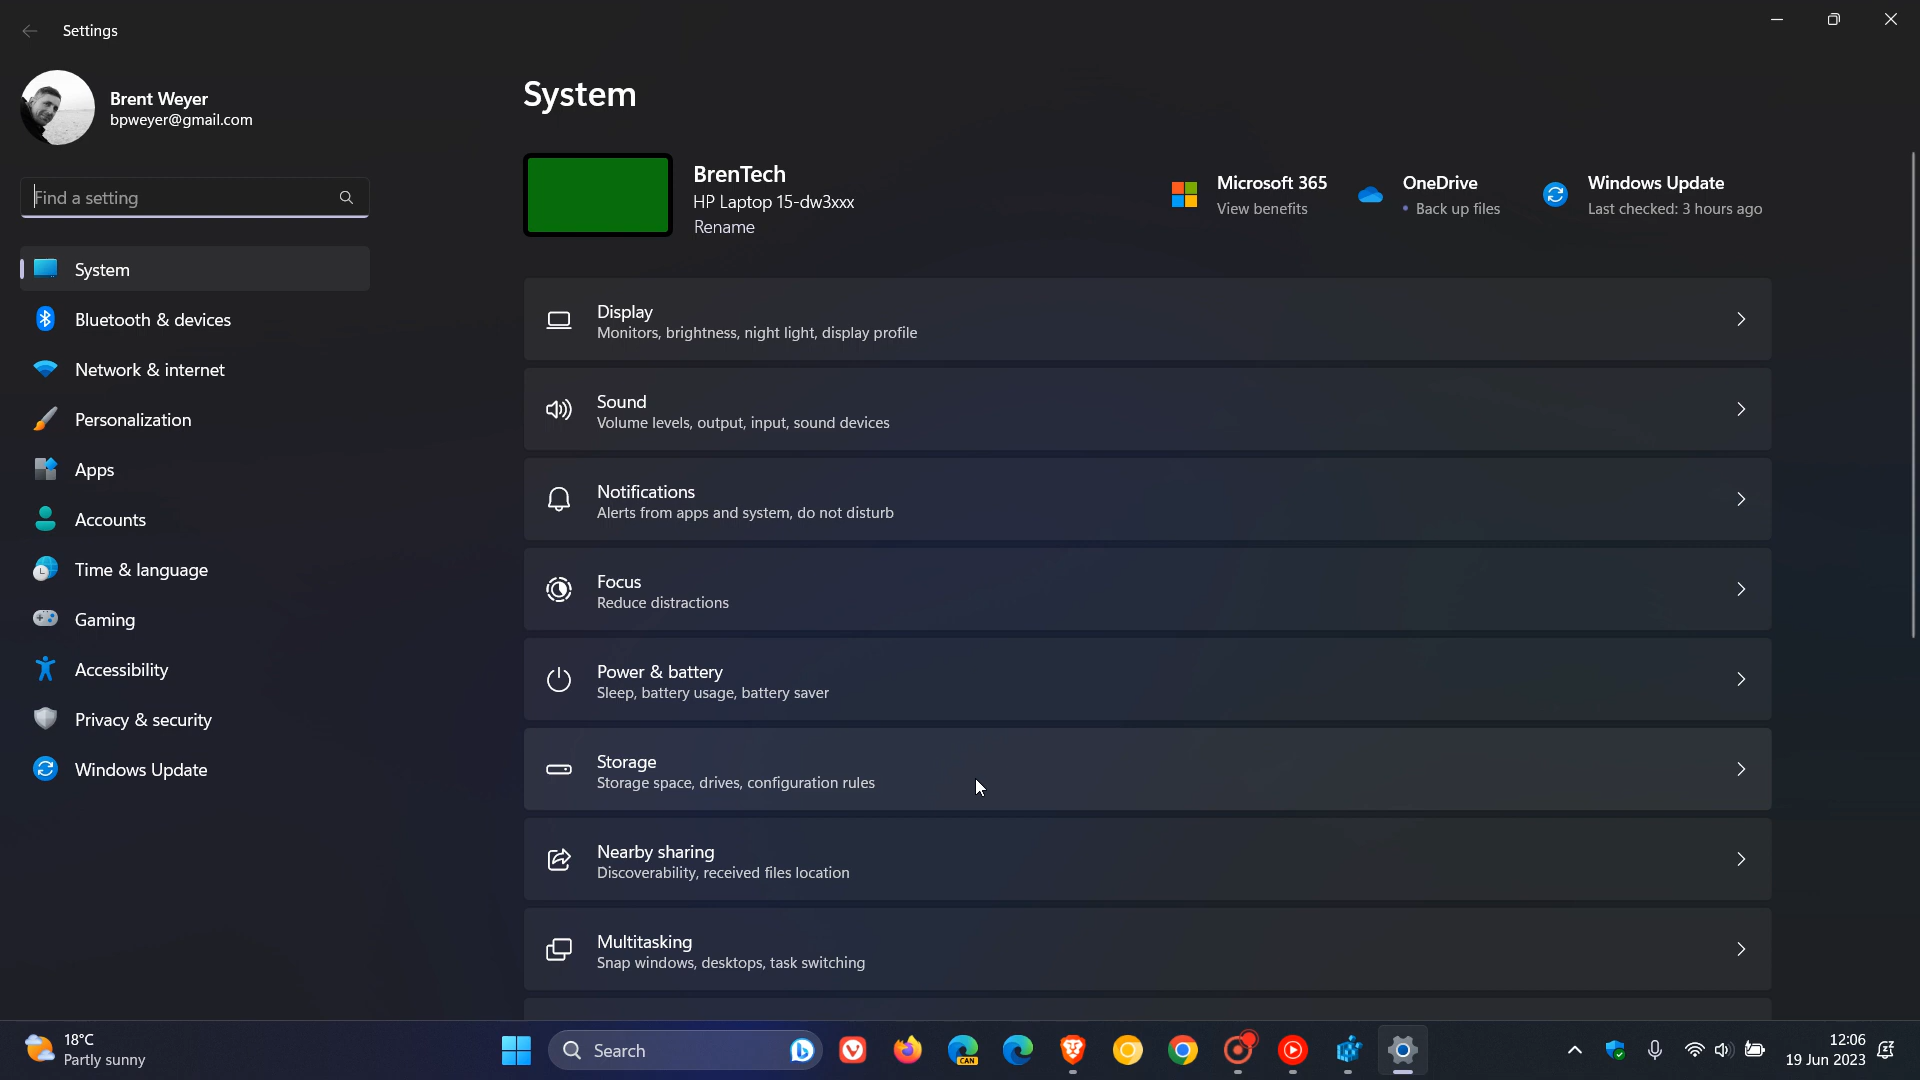 Settings
Brent Weyer
bpweyer@gmail.com
Find a setting
System
Bluetooth & devices
Network & internet
Personalization
Apps
Accounts
Time & language
Gaming
Accessibility
Privacy & security
Windows Update
System
BrenTech
HP Laptop 15-dw3xxx
Rename
Microsoft 365
View benefits
OneDrive
• Back up files
Windows Update
Last checked: 3 hours ago
Display
Monitors, brightness, night light, display profile
Sound
Volume levels, output, input, sound devices
Notifications
Alerts from apps and system, do not disturb
Focus
Reduce distractions
Power & battery
Sleep, battery usage, battery saver
Storage
Storage space, drives, configuration rules
Nearby sharing
Discoverability, received files location
Multitasking
Snap windows, desktops, task switching
18°C
Partly sunny
Search
CAN
12:06
19 Jun 2023